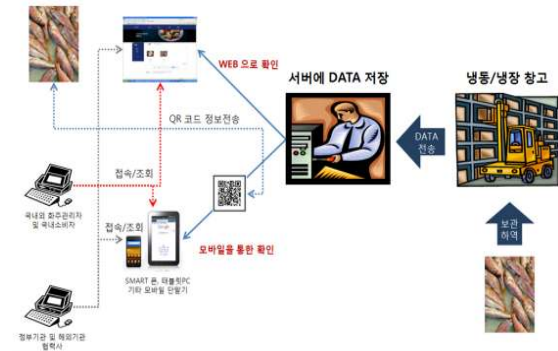 WEB 으로 확인
서버에 DATA 저장
냉동/냉장 창고
QR 코드 정보전송
DATA
전송
접속/조회
국내외 화주관리자
및 국내소비자
접속/조회
모바일을 통한 확인
보관
하역
SMART 폰, 태블릿PC
기타 모바일 단말기
정부기관 및 해외기관
협력사